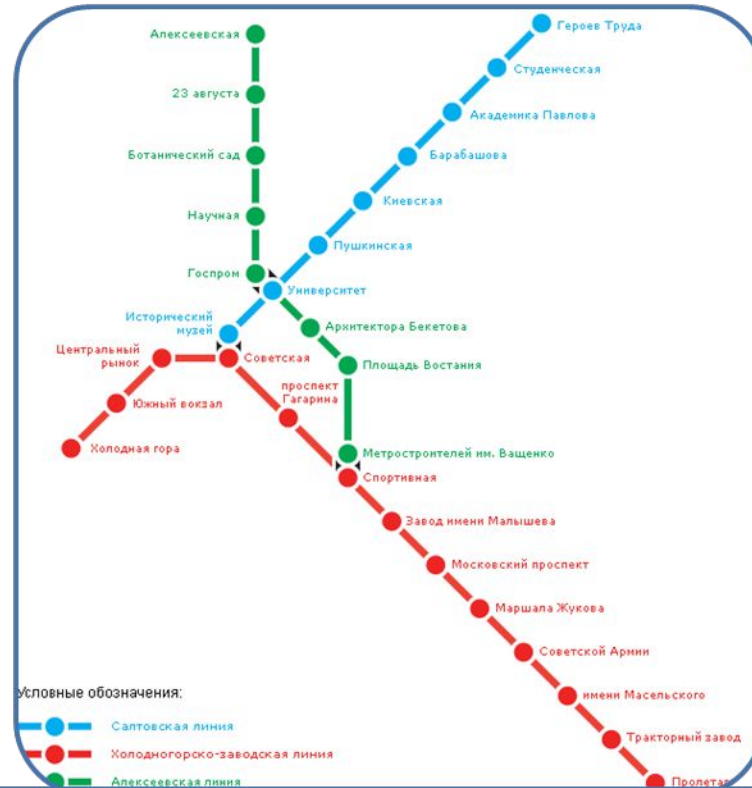 Алексеевская
23 августа
Ботанический сад
Научная
Госпром
Героев Труда
Студенческая
Академика Павлова
Барабашова
Киевская
Пушкинская
Университет
Исторический
музей
Архитектора Бекетова
Центральный
рынок
Советская
Площадь Востания
проспект
Гагарина
Южный вокзал
Холодная гора
Метростроителей им. Ващенко
Спортивная
Завод имени Малышева
Московский проспект
Маршала Жукова
Советской Армии
имени Масельского
Тракторный завод
Условные обозначения:
Салтовская линия
Холодногорско-заводская линия
Алексеевская линия